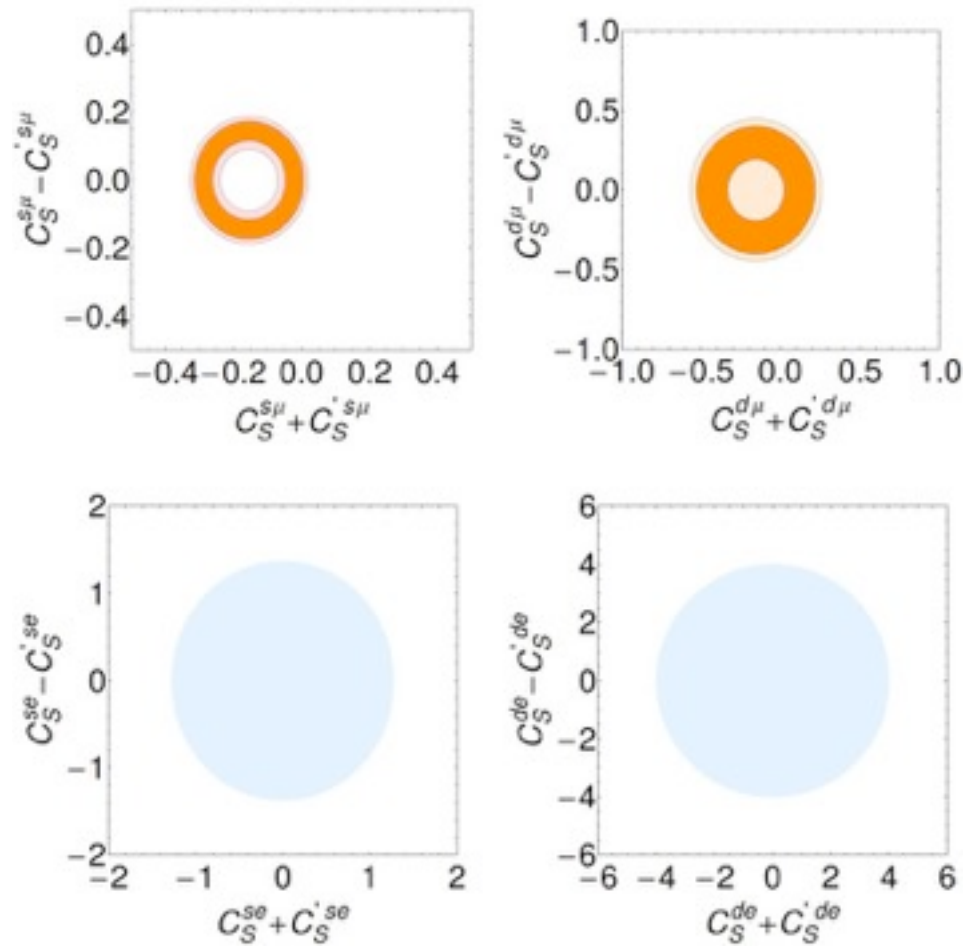 0.4
0.2
0.0
−0.2
−0.4
C_S^{sμ} − C_S^{'sμ}
−0.4 −0.2 0.0 0.2 0.4
C_S^{sμ} + C_S^{'sμ}
1.0
0.5
0.0
−0.5
−1.0
C_S^{dμ} − C_S^{'dμ}
−1.0 −0.5 0.0 0.5 1.0
C_S^{dμ} + C_S^{'dμ}
2
1
0
−1
−2
C_S^{se} − C_S^{'se}
−2 −1 0 1 2
C_S^{se} + C_S^{'se}
6
4
2
0
−2
−4
−6
C_S^{de} − C_S^{'de}
−6 −4 −2 0 2 4 6
C_S^{de} + C_S^{'de}